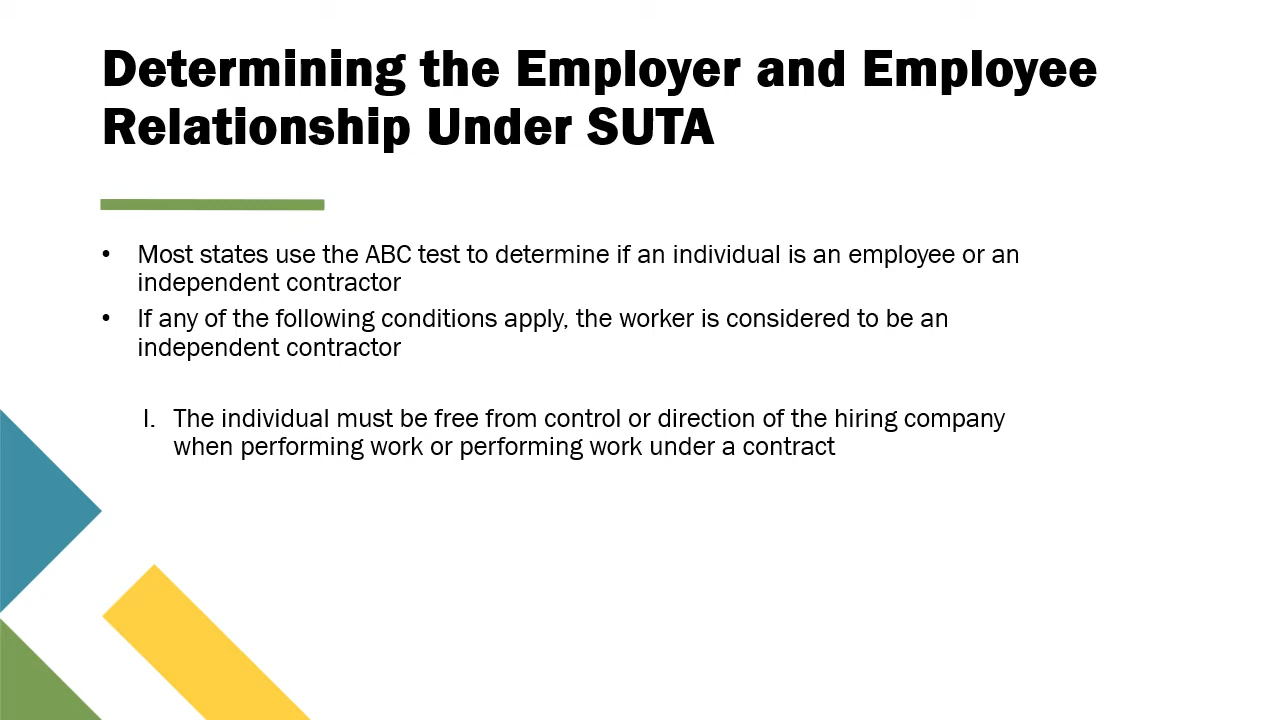 Determining the Employer and Employee
Relationship Under SUTA
• Most states use the ABC test to determine if an individual is an employee or an
independent contractor
• If any of the following conditions apply, the worker is considered to be an
independent contractor
I. The individual must be free from control or direction of the hiring company
when performing work or performing work under a contract